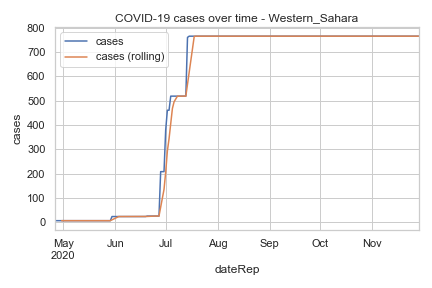 COVID-19 cases over time - Western_Sahara
cases
cases (rolling)
800
700
600
500
400
300
200
100
0
cases
May Jun Jul Aug Sep Oct Nov
2020
dateRep